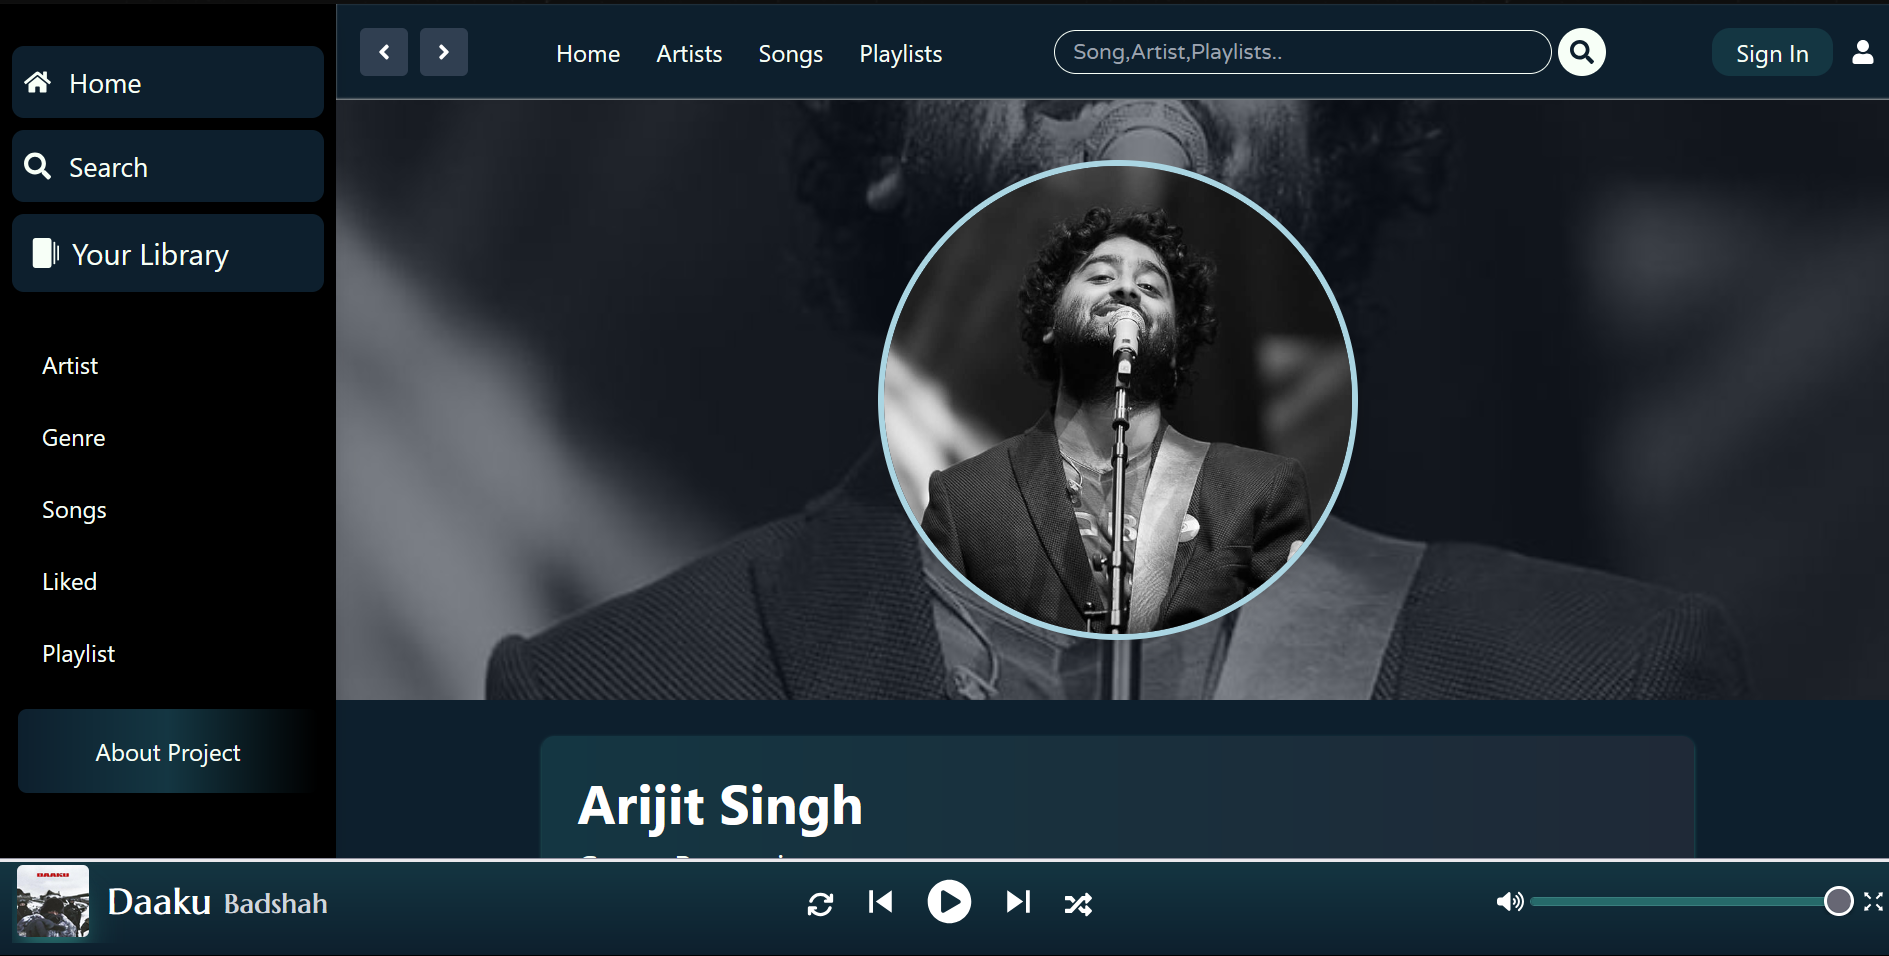 Home
Search
Your Library
Artist
Genre
Songs
Liked
Playlist
About Project
Home Artists Songs Playlists
Song,Artist,Playlists..
Sign In
Arijit Singh
DAAKU
Daaku Badshah